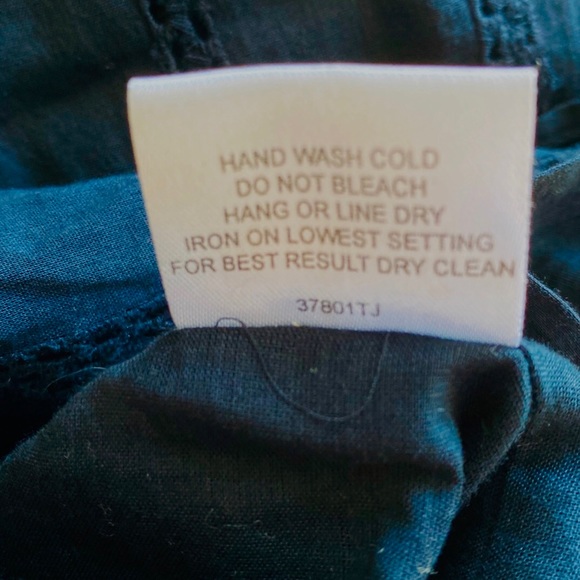 HAND WASH COLD
DO NOT BLEACH
HANG OR LINE DRY
IRON ON LOWEST SETTING
FOR BEST RESULT DRY CLEAN
37801TJ